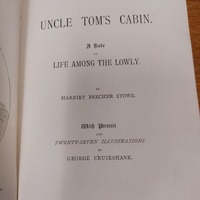 UNCLE TOM'S CABIN.
A Tale
OF
LIFE AMONG THE LOWLY.
BY
HARRIET BEECHER STOWE.
With Portrait
AND
TWENTY-SEVEN ILLUSTRATIONS
BY
GEORGE CRUIKSHANK.